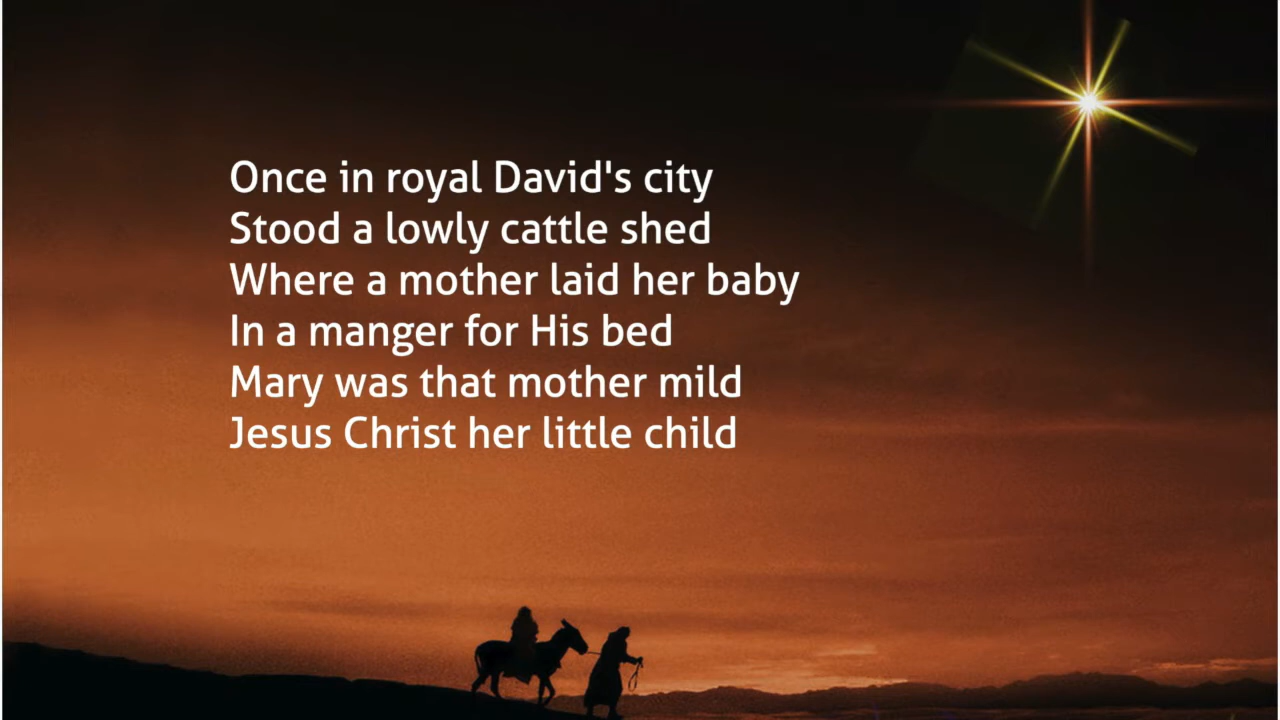 Once in royal David's city
Stood a lowly cattle shed
Where a mother laid her baby
In a manger for His bed
Mary was that mother mild
Jesus Christ her little child